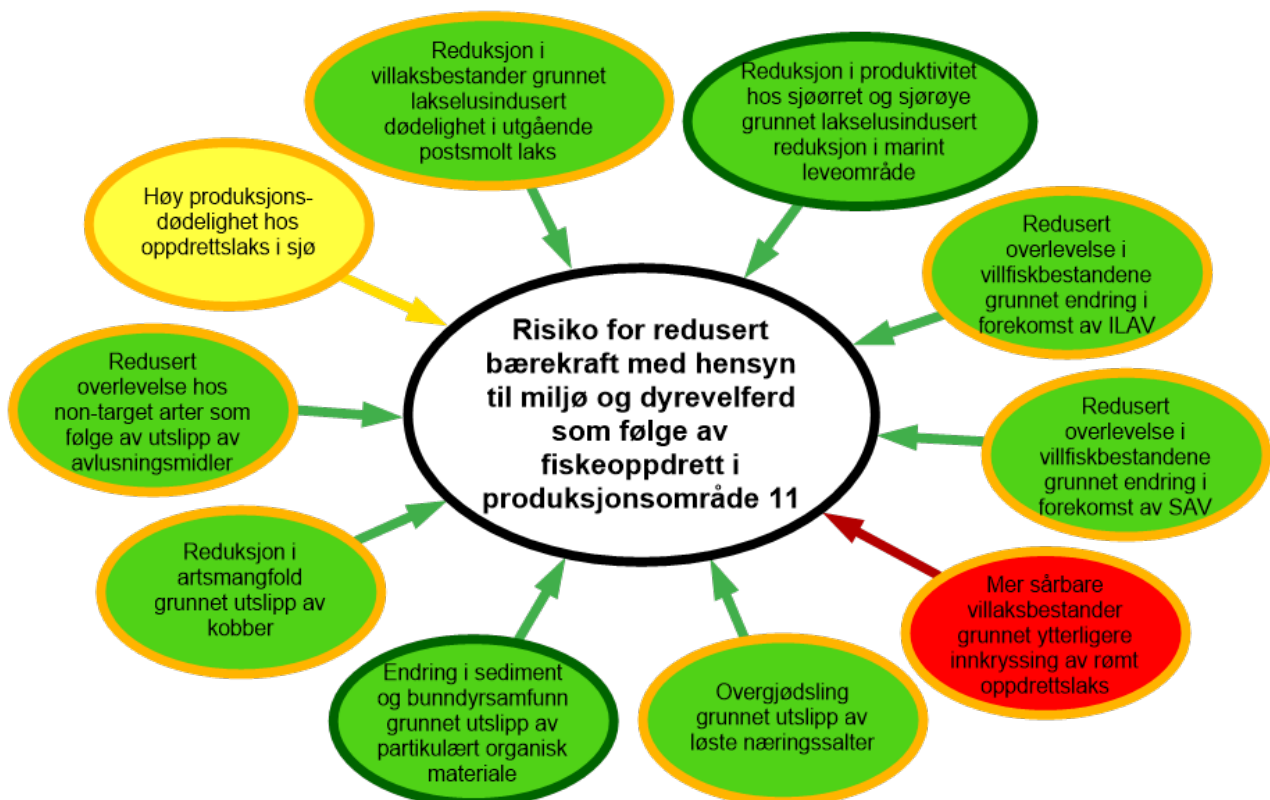 Reduksjon i
villaksbestander grunnet
lakselusindusert
dødelighet i utgående
postsmolt laks
Reduksjon i produktivitet
hos sjøørret og sjørøye
grunnet lakselusindusert
reduksjon i marint
leveområde
Høy produksjons-
dødelighet hos
oppdrettslaks i sjø
Redusert
overlevelse i
villfiskbestandene
grunnet endring i
forekomst av ILAV
Risiko for redusert
bærekraft med hensyn
til miljø og dyrevelferd
som følge av
fiskeoppdrett i
produksjonsområde 11
Redusert
overlevelse hos
non-target arter som
følge av utslipp av
avlusningsmidler
Redusert
overlevelse i
villfiskbestandene
grunnet endring i
forekomst av SAV
Reduksjon i
artsmangfold
grunnet utslipp av
kobber
Mer sårbare
villaksbestander
grunnet ytterligere
innkryssing av rømt
oppdrettslaks
Endring i sediment
og bunndyrsamfunn
grunnet utslipp av
partikulært organisk
materiale
Overgjødsling
grunnet utslipp av
løste næringssalter